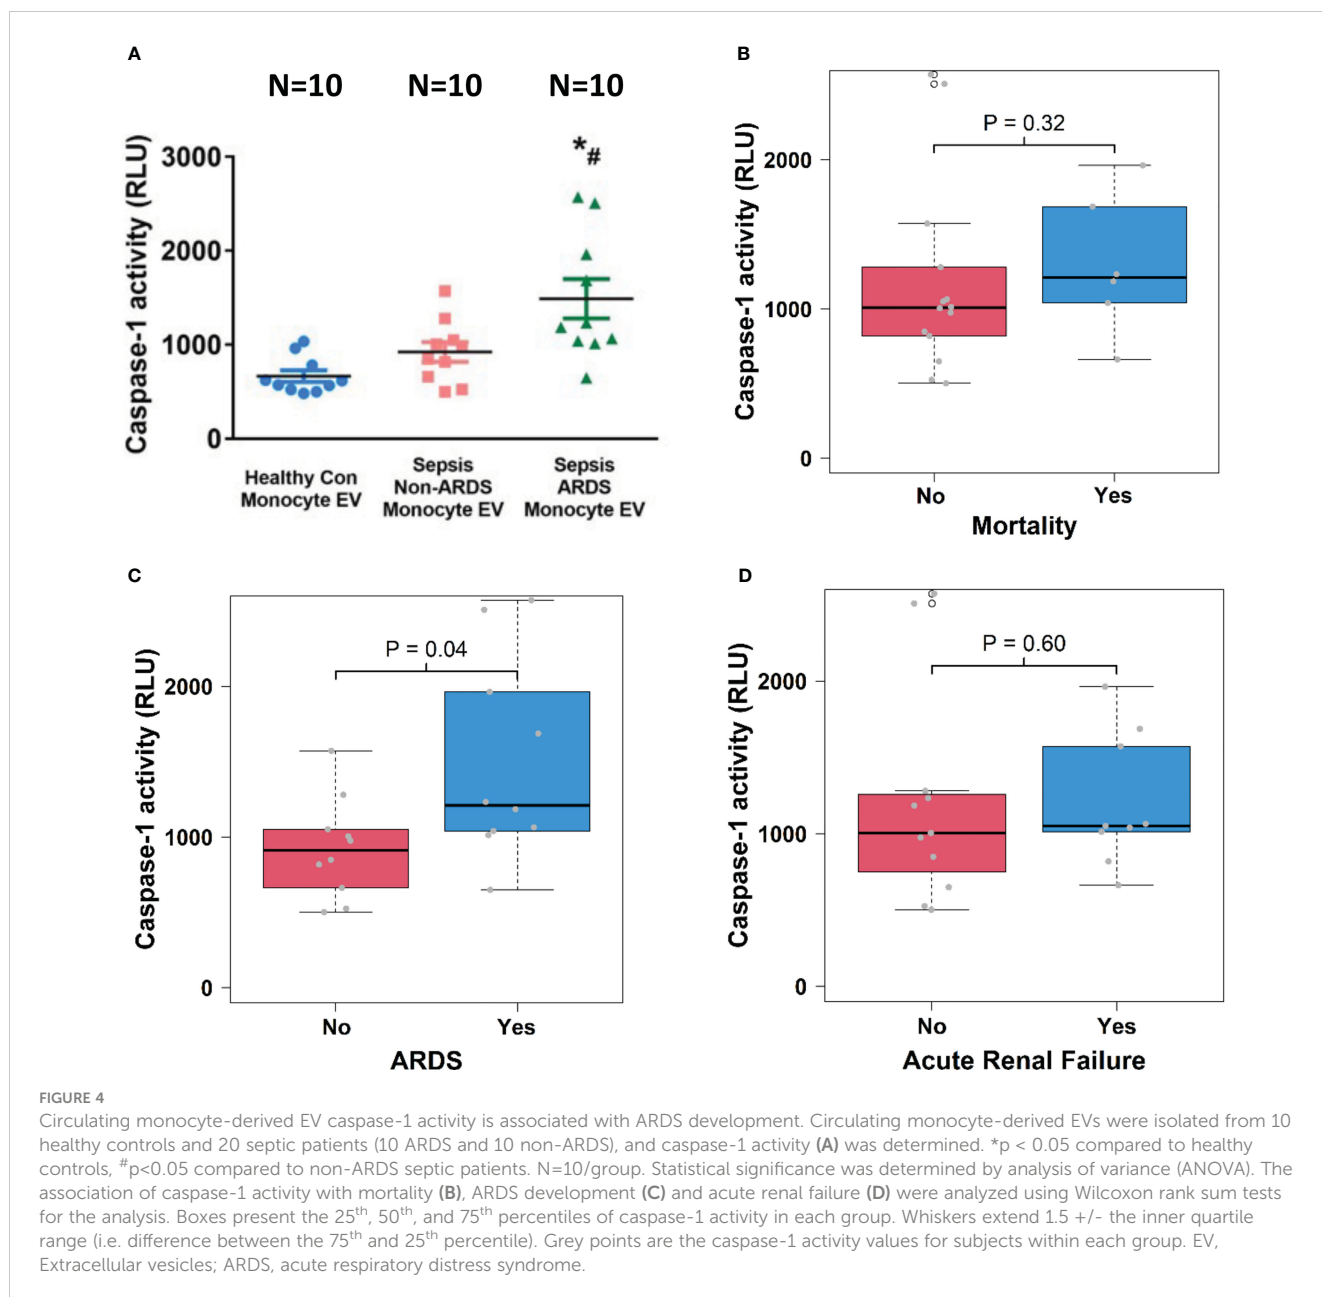 A
N=10 N=10 N=10
*#
Caspase-1 activity (RLU)
3000
2000
1000
0
Healthy Con
Monocyte EV
Sepsis
Non-ARDS
Monocyte EV
Sepsis
ARDS
Monocyte EV
B
P = 0.32
Caspase-1 activity (RLU)
2000
1000
0
No Yes
Mortality
C
P = 0.04
Caspase-1 activity (RLU)
2000
1000
0
No Yes
ARDS
D
P = 0.60
Caspase-1 activity (RLU)
2000
1000
0
No Yes
Acute Renal Failure
FIGURE 4
Circulating monocyte-derived EV caspase-1 activity is associated with ARDS development. Circulating monocyte-derived EVs were isolated from 10
healthy controls and 20 septic patients (10 ARDS and 10 non-ARDS), and caspase-1 activity (A) was determined. *p < 0.05 compared to healthy
controls, #p<0.05 compared to non-ARDS septic patients. N=10/group. Statistical significance was determined by analysis of variance (ANOVA). The
association of caspase-1 activity with mortality (B), ARDS development (C) and acute renal failure (D) were analyzed using Wilcoxon rank sum tests
for the analysis. Boxes present the 25th, 50th, and 75th percentiles of caspase-1 activity in each group. Whiskers extend 1.5 +/- the inner quartile
range (i.e. difference between the 75th and 25th percentile). Grey points are the caspase-1 activity values for subjects within each group. EV,
Extracellular vesicles; ARDS, acute respiratory distress syndrome.